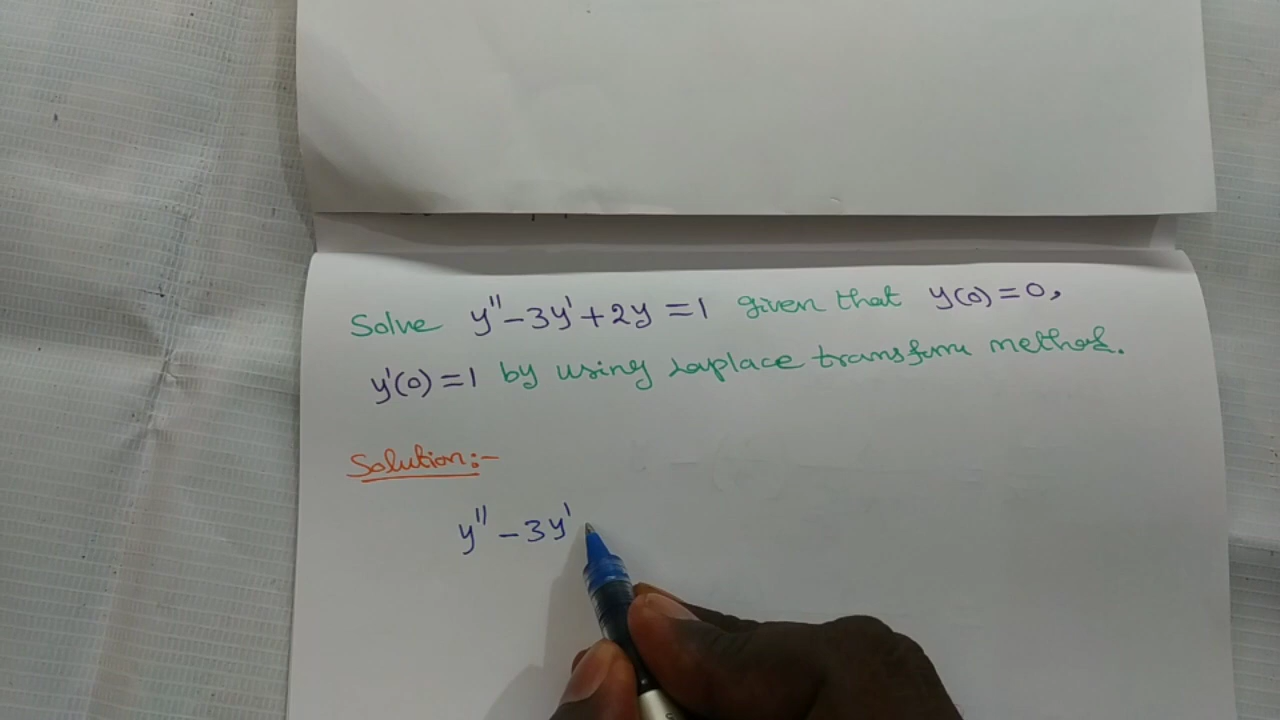 Solve y" - 3y' + 2y = 1 given that y(0) = 0,
y'(0) = 1 by using Laplace transform method.
Solution:-
y" - 3y'